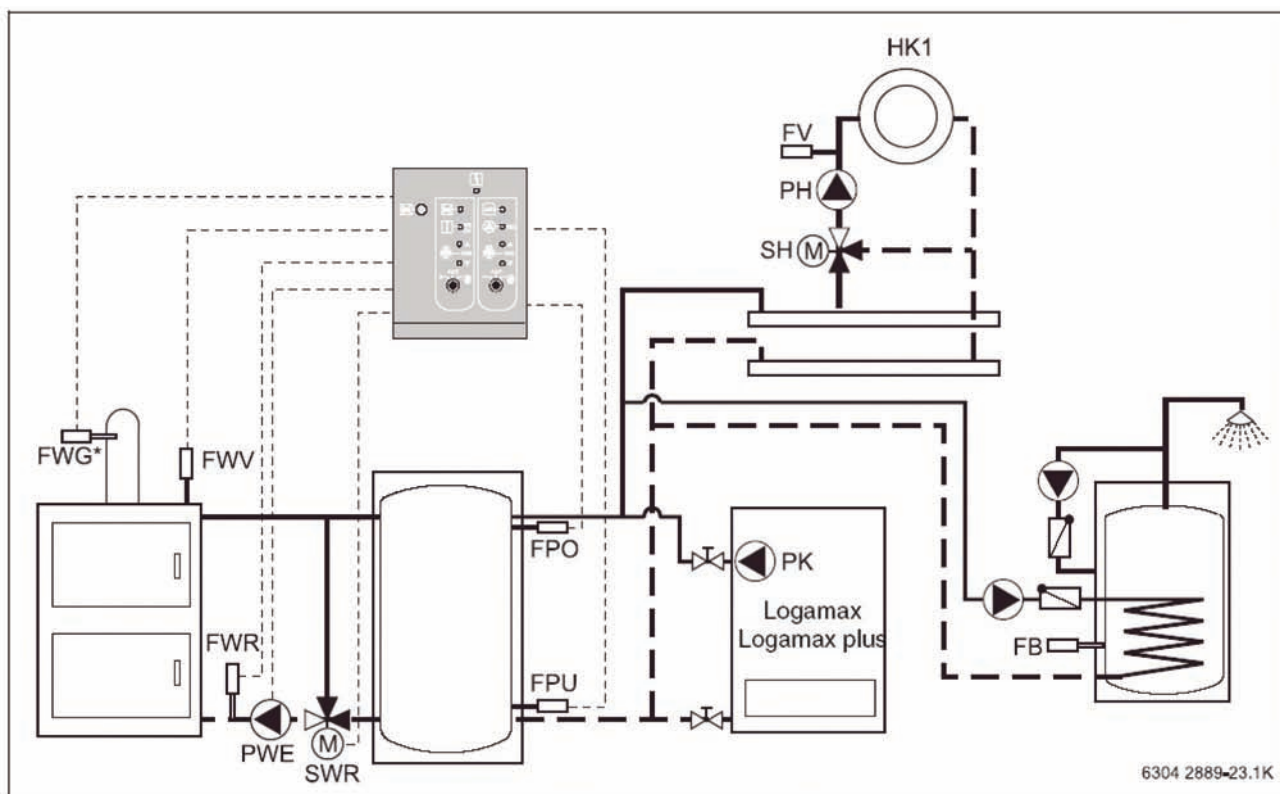 HK1
FV
PH
SH M
FWG*
FWV
FPO
PK
Logamax
Logamax plus
FWR
FPU
FB
PWE
M
SWR
6304 2889-23.1K